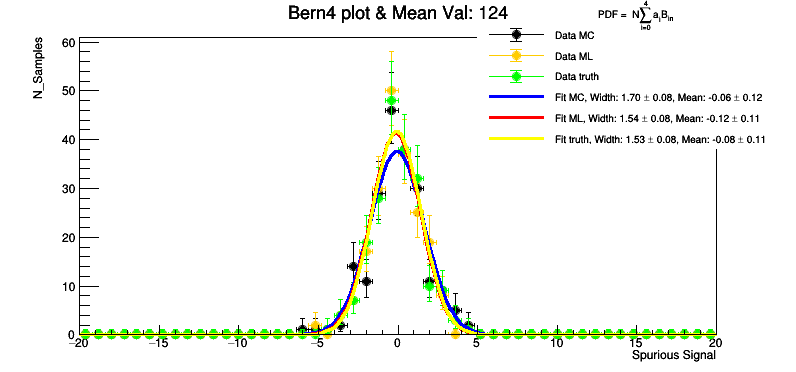 Bern4 plot & Mean Val: 124
PDF = N∑ aᵢBᵢₙ
4
i=0
Data MC
Data ML
Data truth
Fit MC, Width: 1.70 ± 0.08, Mean: -0.06 ± 0.12
Fit ML, Width: 1.54 ± 0.08, Mean: -0.12 ± 0.11
Fit truth, Width: 1.53 ± 0.08, Mean: -0.08 ± 0.11
N_Samples
60
50
40
30
20
10
0
−20 −15 −10 −5 0 5 10 15 20
Spurious Signal